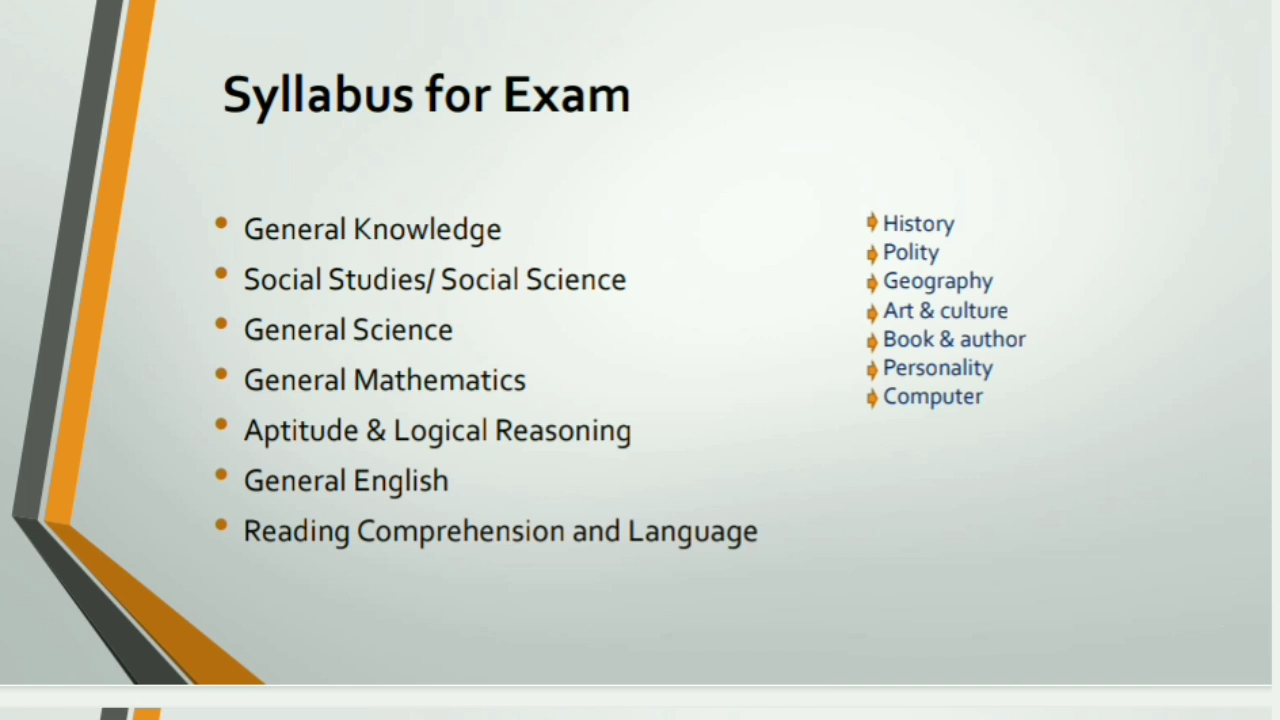 Syllabus for Exam
General Knowledge
Social Studies/ Social Science
General Science
General Mathematics
Aptitude & Logical Reasoning
General English
Reading Comprehension and Language
History
Polity
Geography
Art & culture
Book & author
Personality
Computer